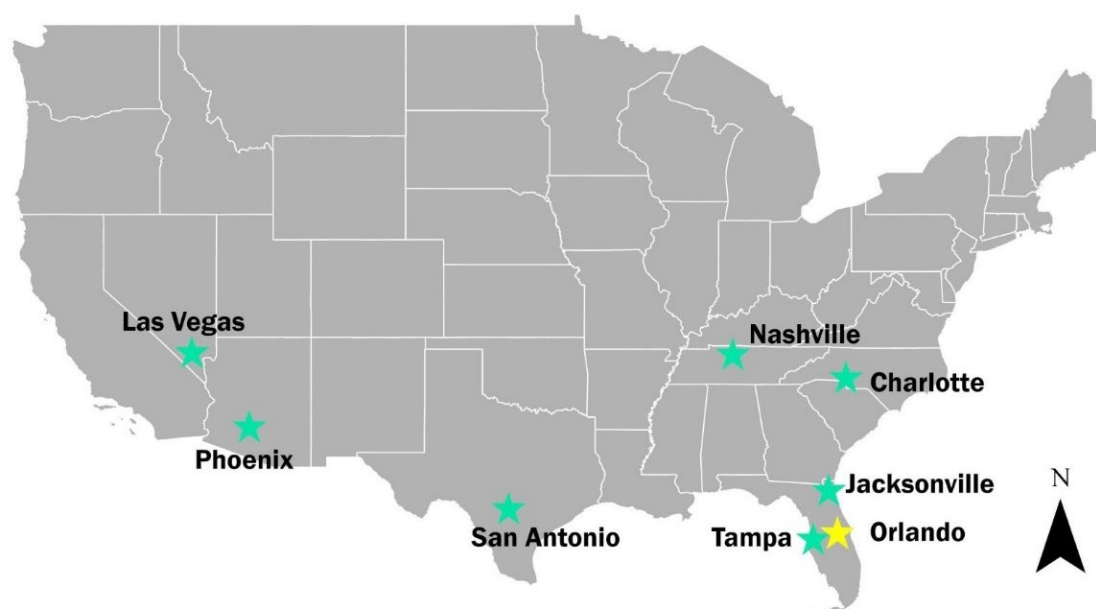 Las Vegas
Nashville
Charlotte
Phoenix
N
Jacksonville
San Antonio
Tampa
Orlando